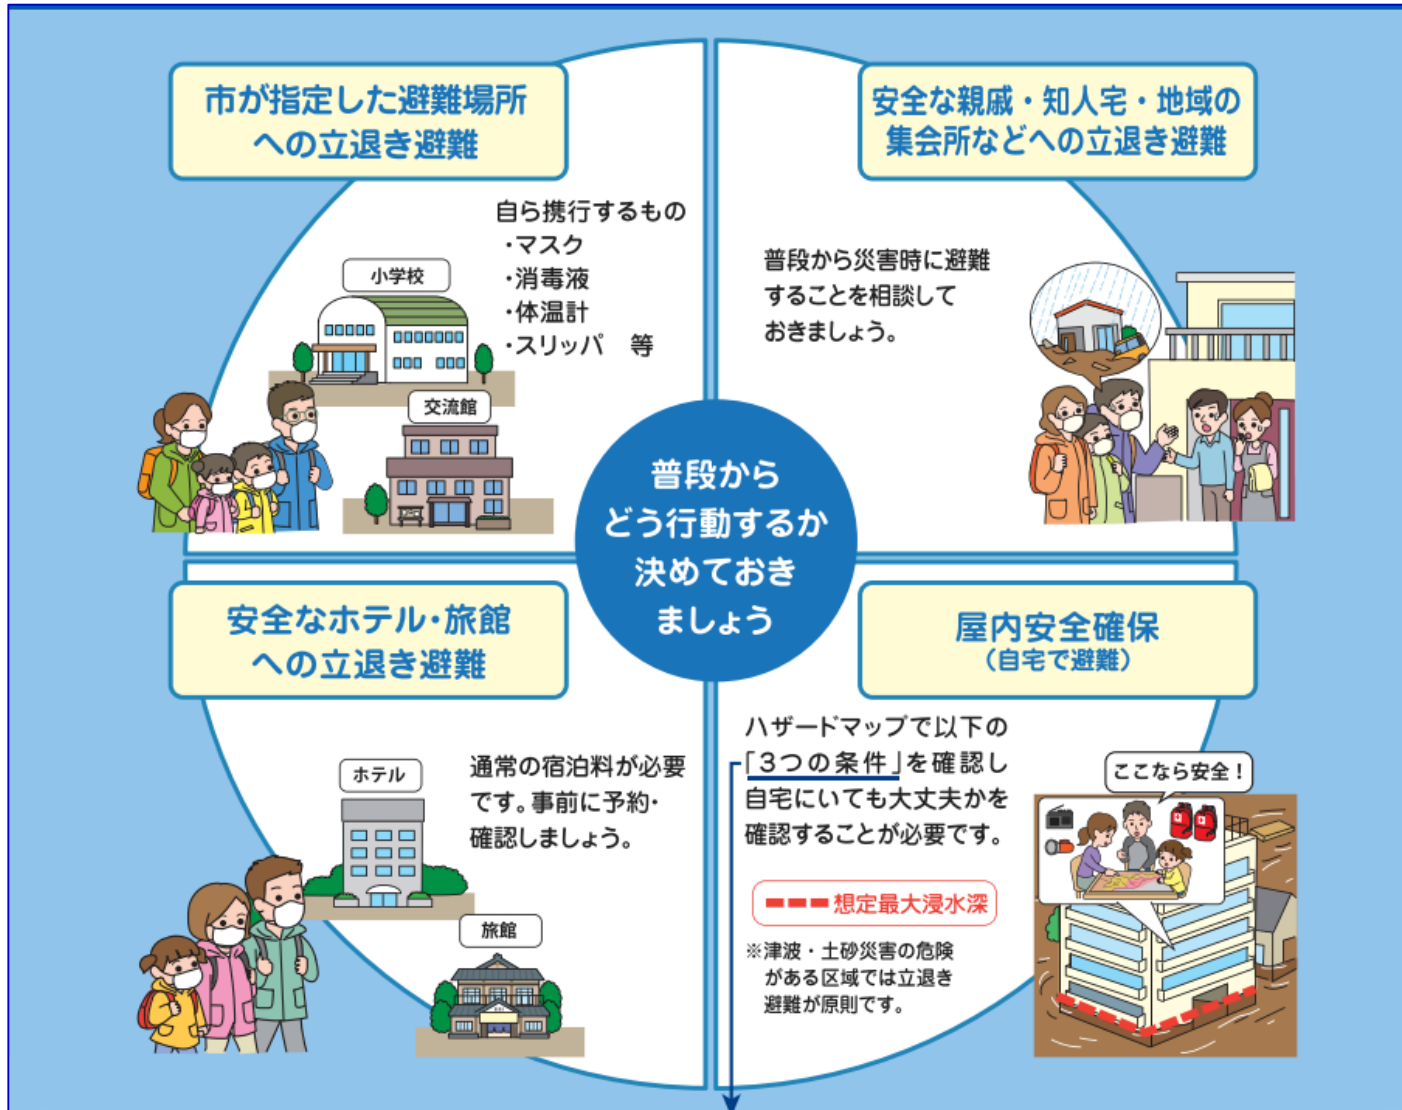 市が指定した避難場所
への立退き避難
自ら携行するもの
・マスク
・消毒液
・体温計
・スリッパ　等
小学校
交流館
安全な親戚・知人宅・地域の
集会所などへの立退き避難
普段から災害時に避難
することを相談して
おきましょう。
普段から
どう行動するか
決めておき
ましょう
安全なホテル・旅館
への立退き避難
通常の宿泊料が必要
です。事前に予約・
確認しましょう。
ホテル
旅館
屋内安全確保
（自宅で避難）
ハザードマップで以下の
「３つの条件」を確認し
自宅にいても大丈夫かを
確認することが必要です。
想定最大浸水深
※津波・土砂災害の危険
がある区域では立退き
避難が原則です。
ここなら安全！